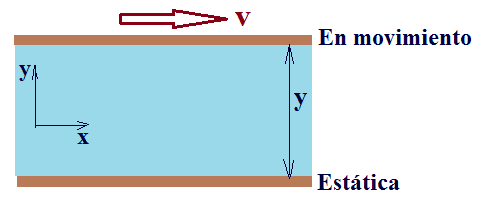 v
En movimiento
y
y
x
Estática